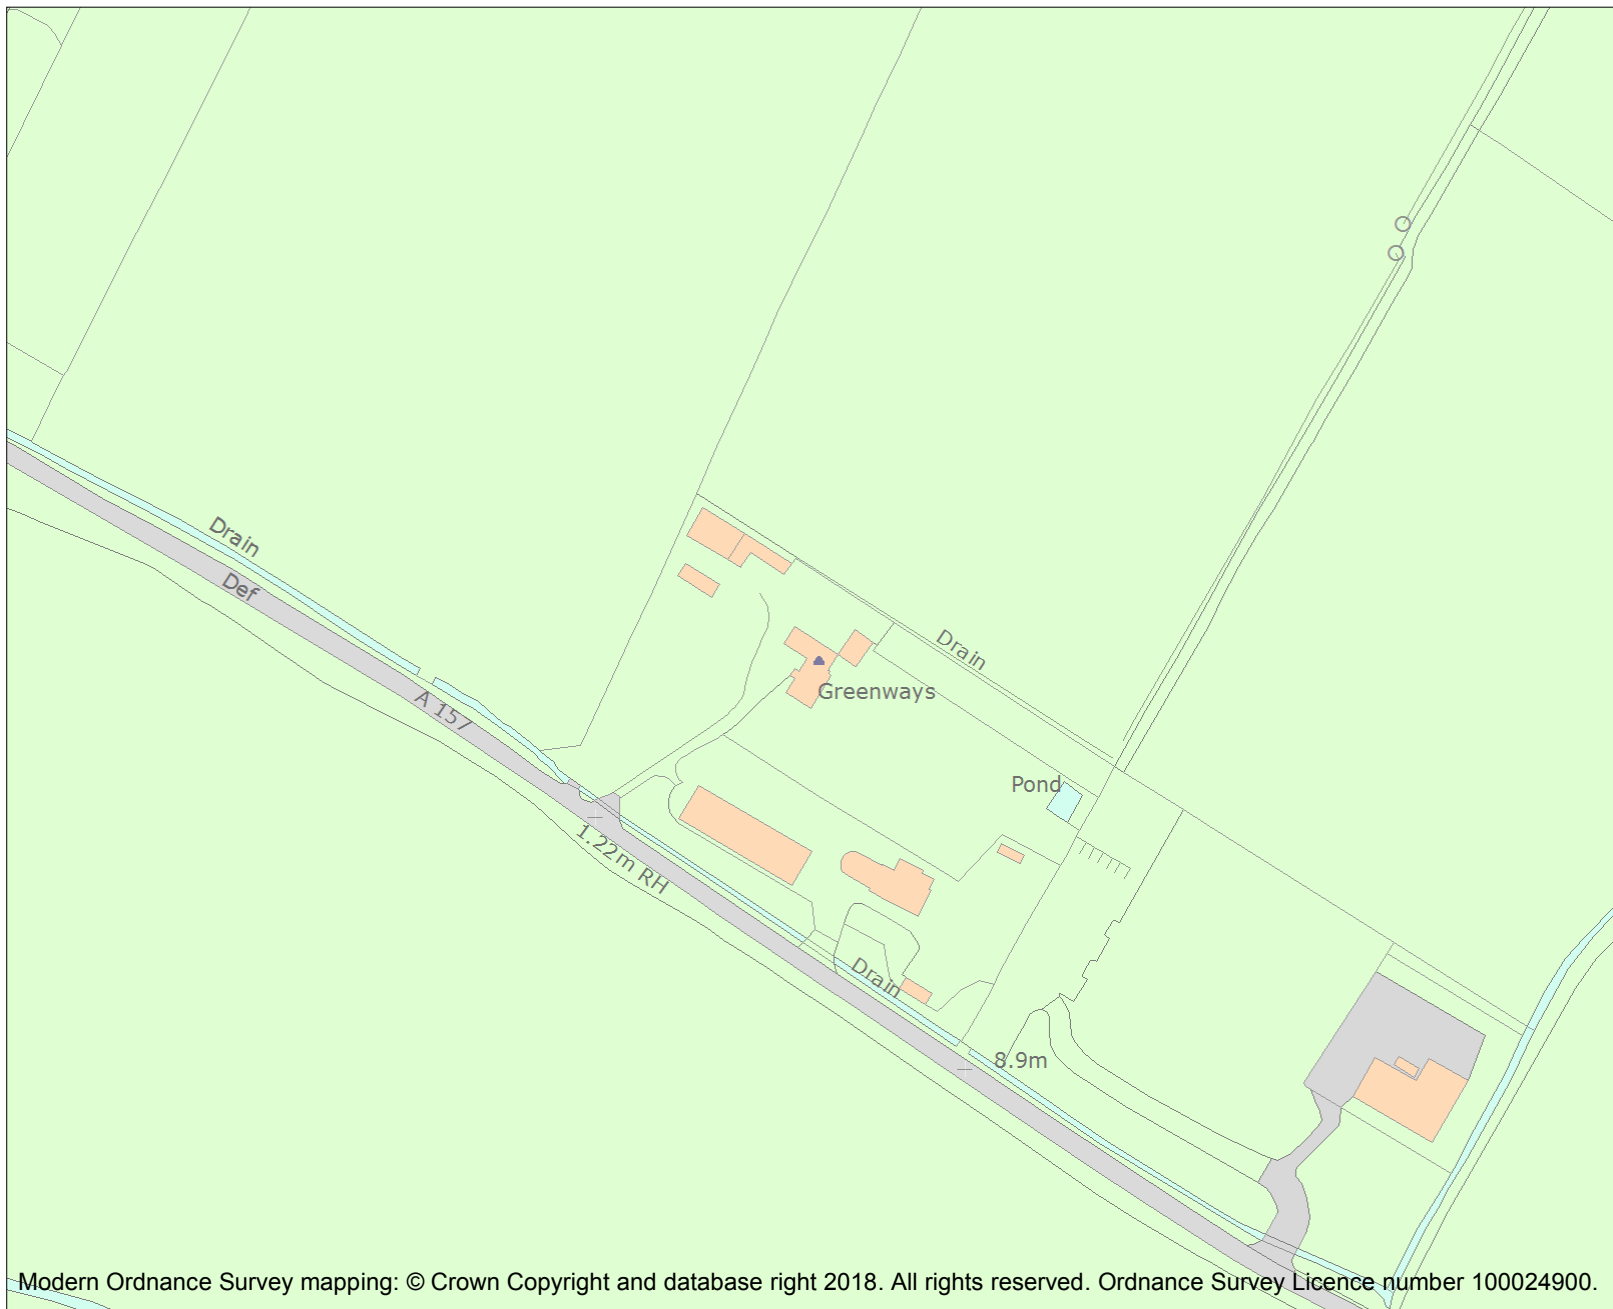 Drain
Def
Drain
A 157
Greenways
Pond
1.22m RH
Drain
8.9m
Modern Ordnance Survey mapping: © Crown Copyright and database right 2018. All rights reserved. Ordnance Survey Licence number 100024900.